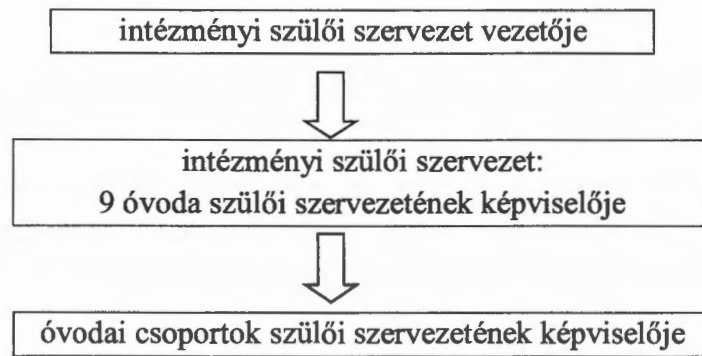 intézményi szülői szervezet vezetője
intézményi szülői szervezet:
9 óvoda szülői szervezetének képviselője
óvodai csoportok szülői szervezetének képviselője